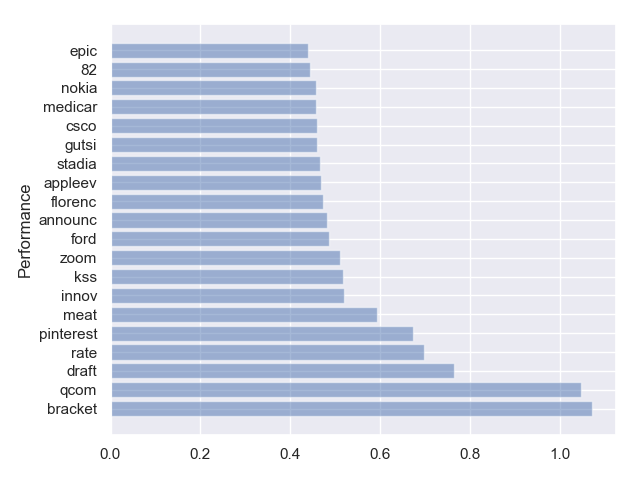 epic
82
nokia
medicar
csco
gutsi
stadia
appleev
florenc
announc
ford
zoom
kss
innov
meat
pinterest
rate
draft
qcom
bracket
Performance
0.0 0.2 0.4 0.6 0.8 1.0